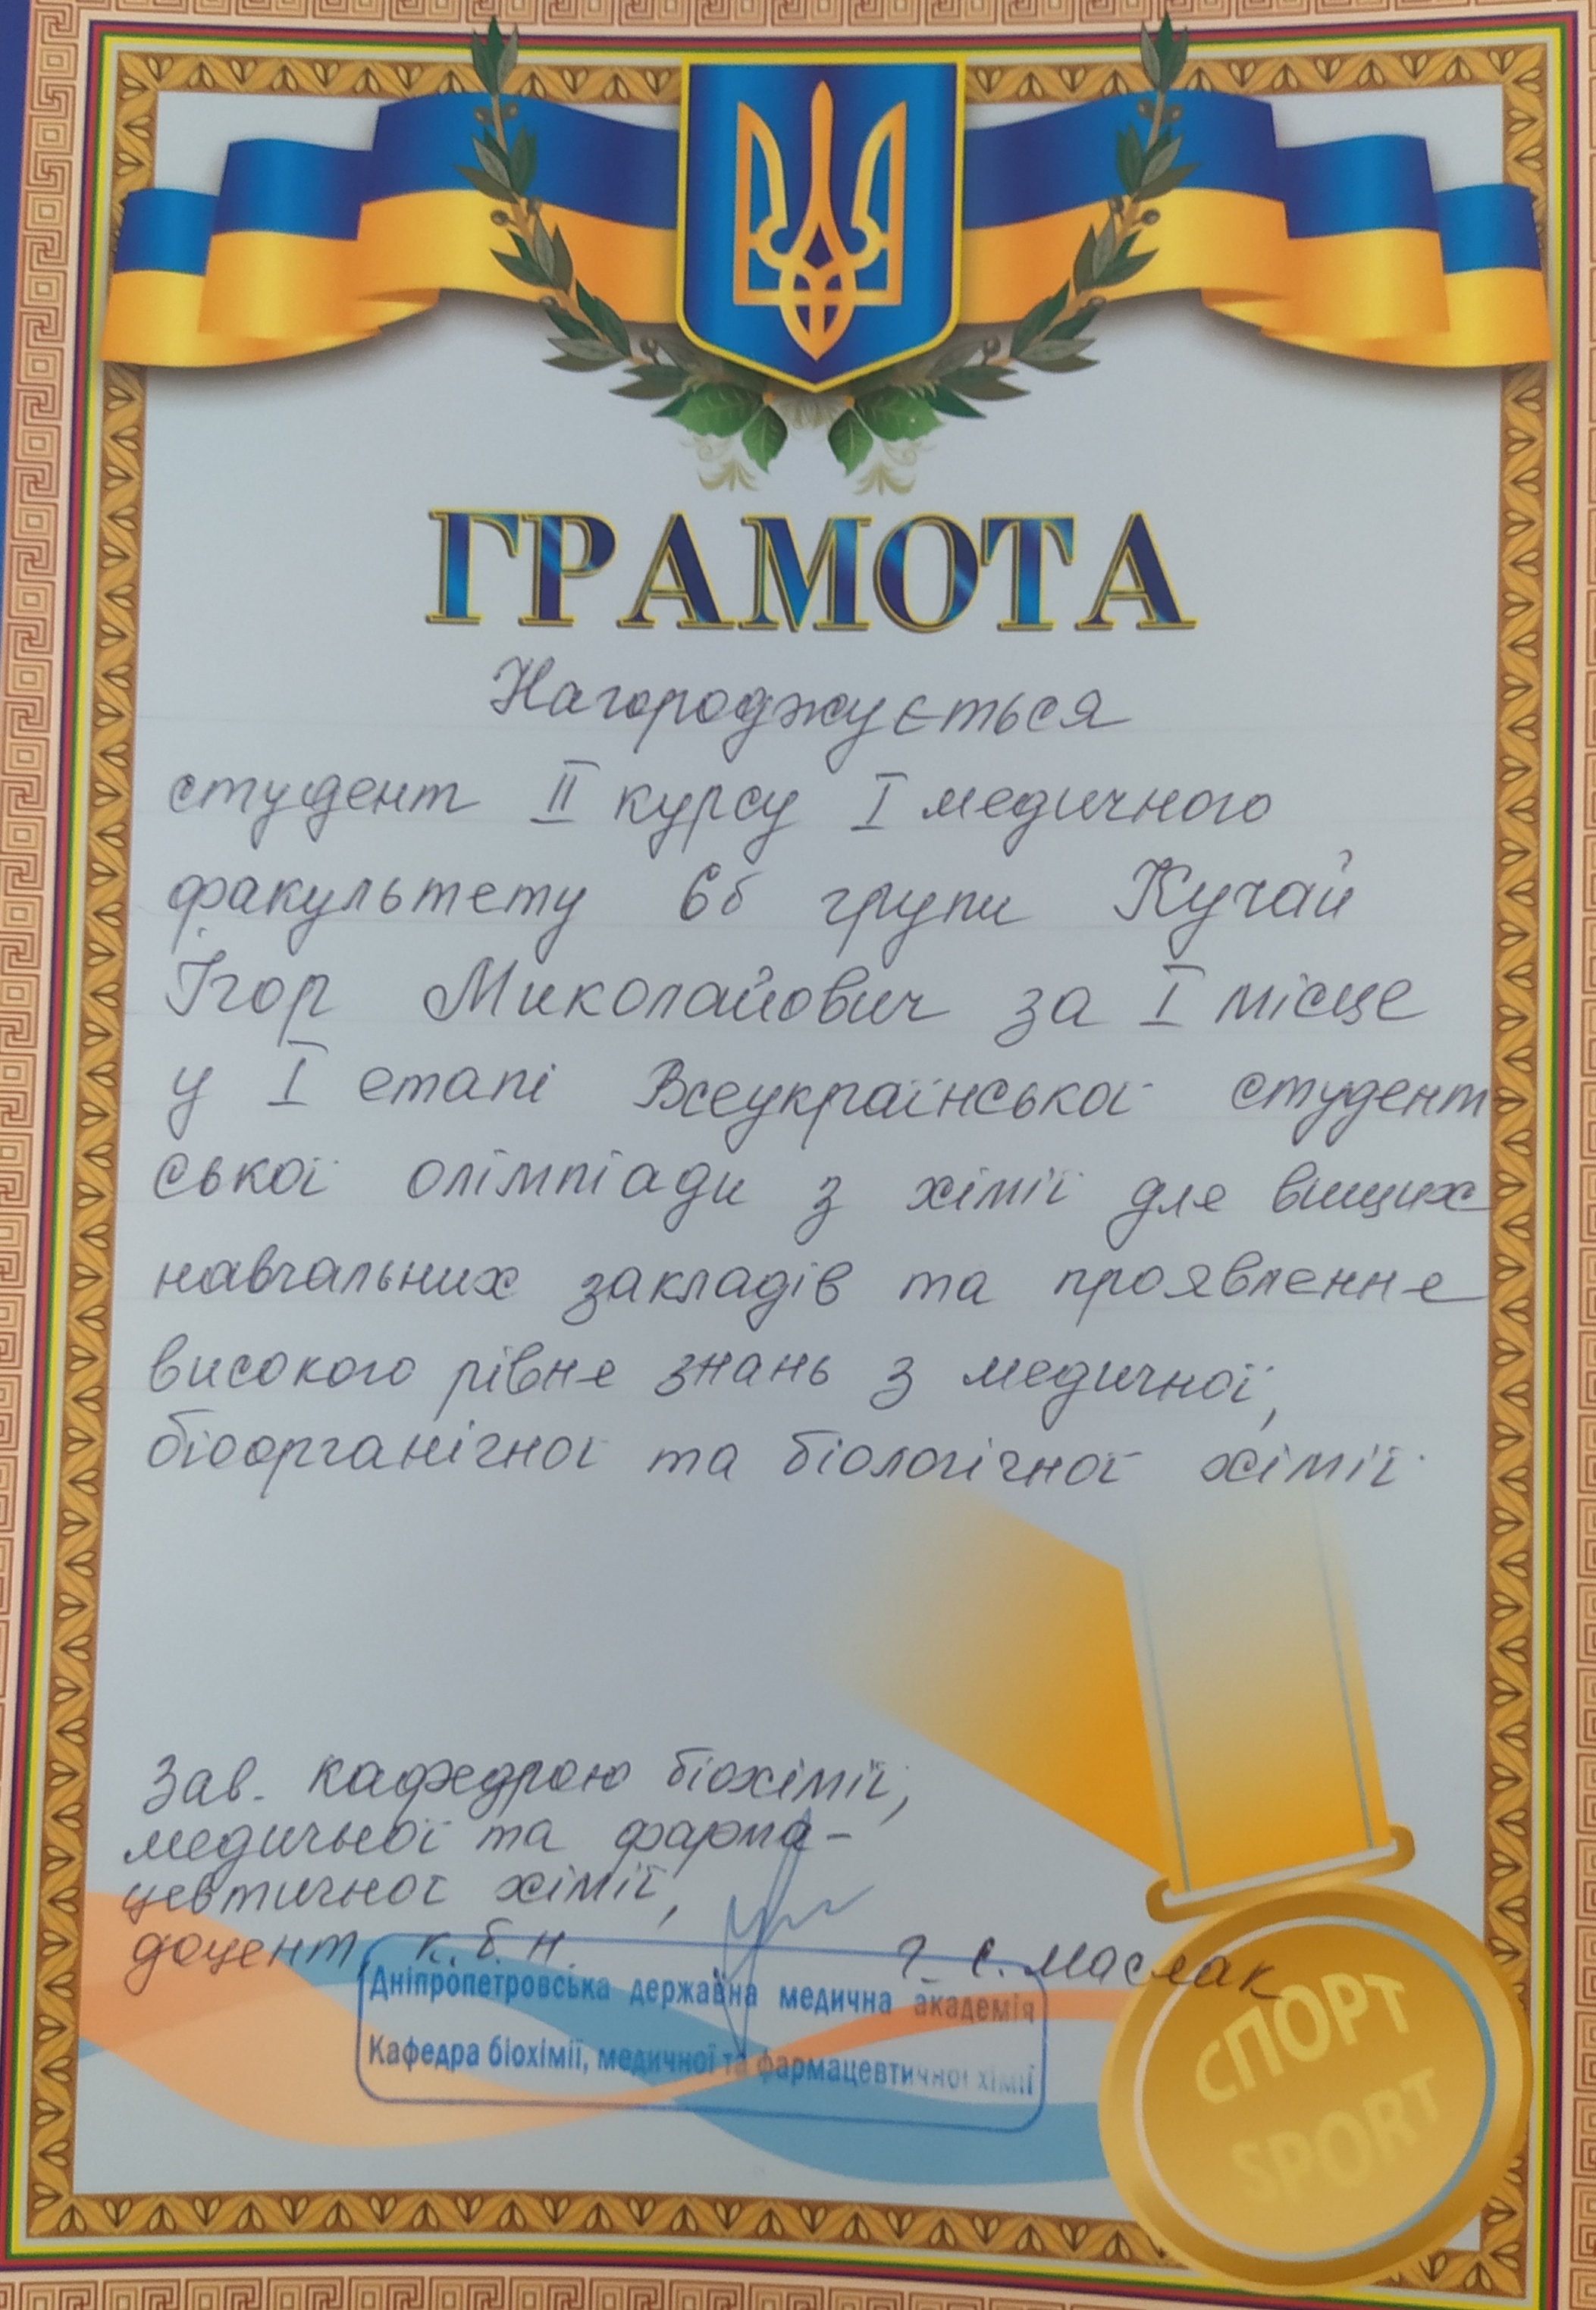 ГРАМОТА
Нагороджується
студент II курсу I медичного
факультету 6б групи Кучай
Ігор Миколайович за I місце
у I етапі Всеукраїнської студент
ської олімпіади з хімії для вищих
навчальних закладів та проявлення
високого рівня знань з медичної,
біоорганічної та біологічної хімії
Зав. кафедрою біохімії,
медичної та фарма-
цевтичної хімії,
доцент, к.б.н. Г.С. Маслак
Дніпропетровська державна медична академія
Кафедра біохімії, медичної та фармацевтичної хімії
СПОРТ
SPORT